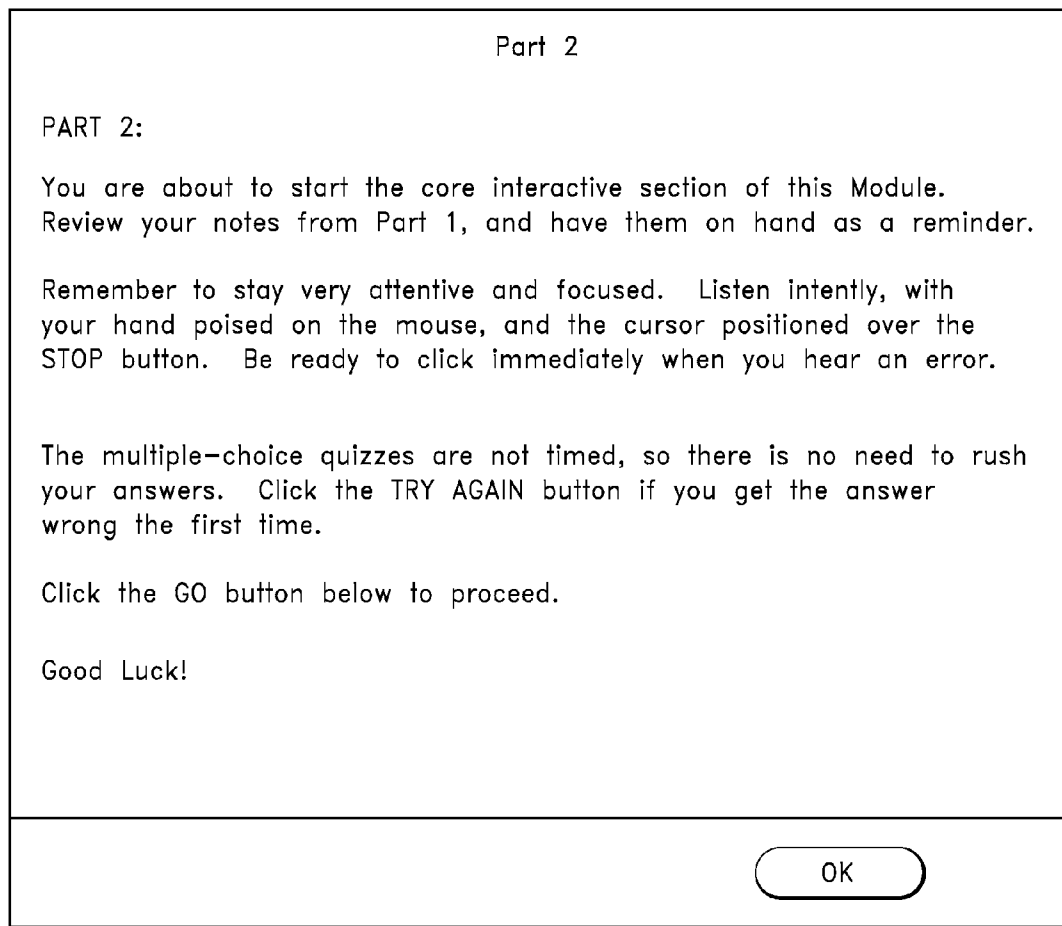 Part 2
PART 2:
You are about to start the core interactive section of this Module.
Review your notes from Part 1, and have them on hand as a reminder.
Remember to stay very attentive and focused.  Listen intently, with
your hand poised on the mouse, and the cursor positioned over the
STOP button.  Be ready to click immediately when you hear an error.
The multiple-choice quizzes are not timed, so there is no need to rush
your answers.  Click the TRY AGAIN button if you get the answer
wrong the first time.
Click the GO button below to proceed.
Good Luck!
OK